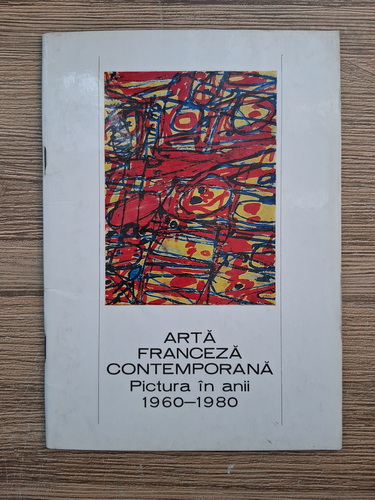 ARTĂ
FRANCEZĂ
CONTEMPORANĂ
Pictura în anii
1960—1980